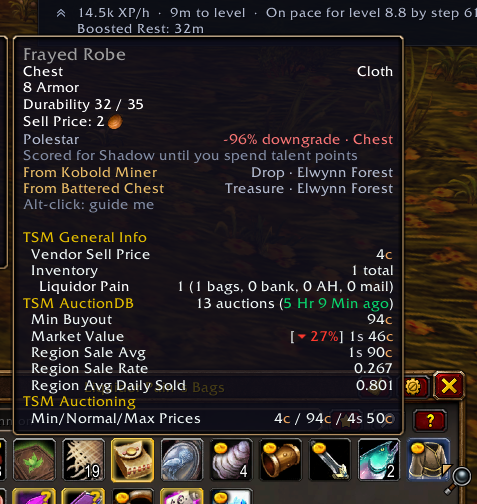 14.5k XP/h · 9m to level · On pace for level 8.8 by step 61
Boosted Rest: 32m
Frayed Robe
Chest Cloth
8 Armor
Durability 32 / 35
Sell Price: 2
Polestar -96% downgrade · Chest
Scored for Shadow until you spend talent points
From Kobold Miner Drop · Elwynn Forest
From Battered Chest Treasure · Elwynn Forest
Alt-click: guide me
TSM General Info
Vendor Sell Price 4c
Inventory 1 total
Liquidor Pain 1 (1 bags, 0 bank, 0 AH, 0 mail)
TSM AuctionDB 13 auctions (5 Hr 9 Min ago)
Min Buyout 94c
Market Value [▼ 27%] 1s 46c
Region Sale Avg 1s 90c
Region Sale Rate 0.267
Region Avg Daily Sold 0.801
Bags
TSM Auctioning
Min/Normal/Max Prices 4c / 94c / 4s 50c
?
19 4 2